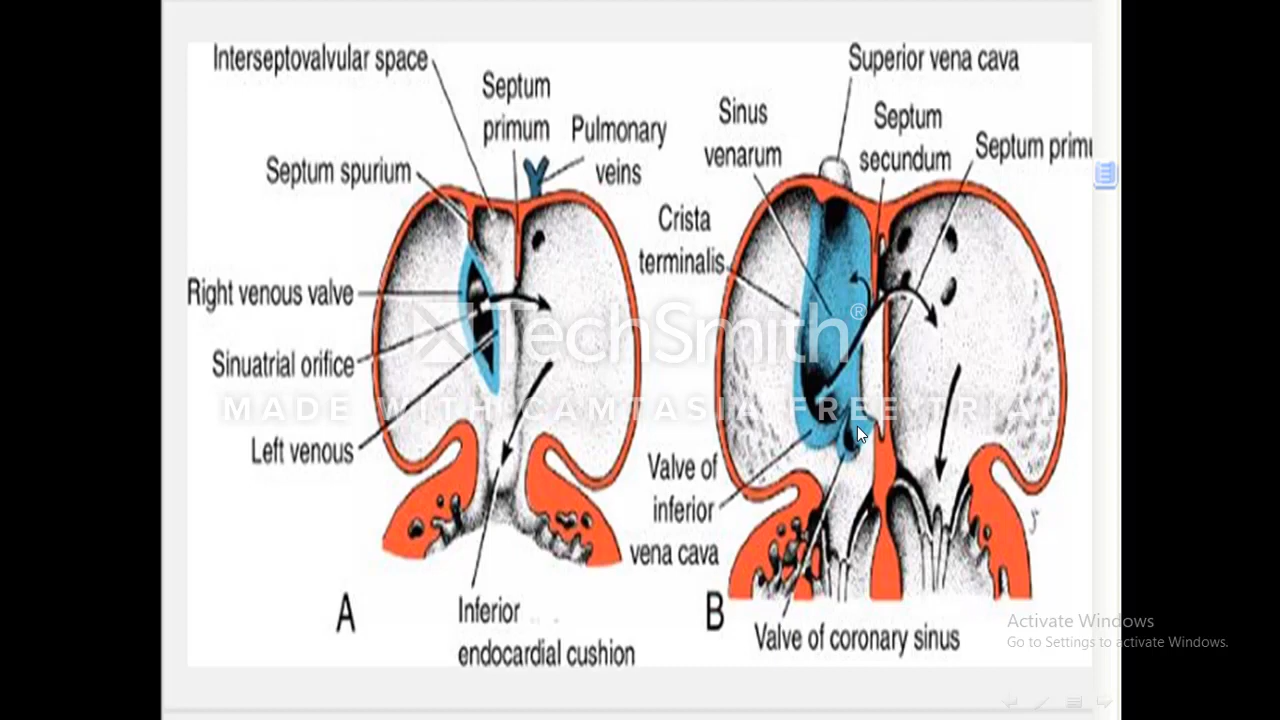 Interseptovalvular space
Septum
primum
Pulmonary
veins
Septum spurium
Right venous valve
Sinuatrial orifice
Left venous
Inferior
endocardial cushion
A
Superior vena cava
Sinus
venarum
Septum
secundum
Septum primu
Crista
terminalis
Valve of
inferior
vena cava
B
Valve of coronary sinus
TechSmith®
MADE WITH CAMTASIA FREE TRIAL
Activate Windows
Go to Settings to activate Windows.